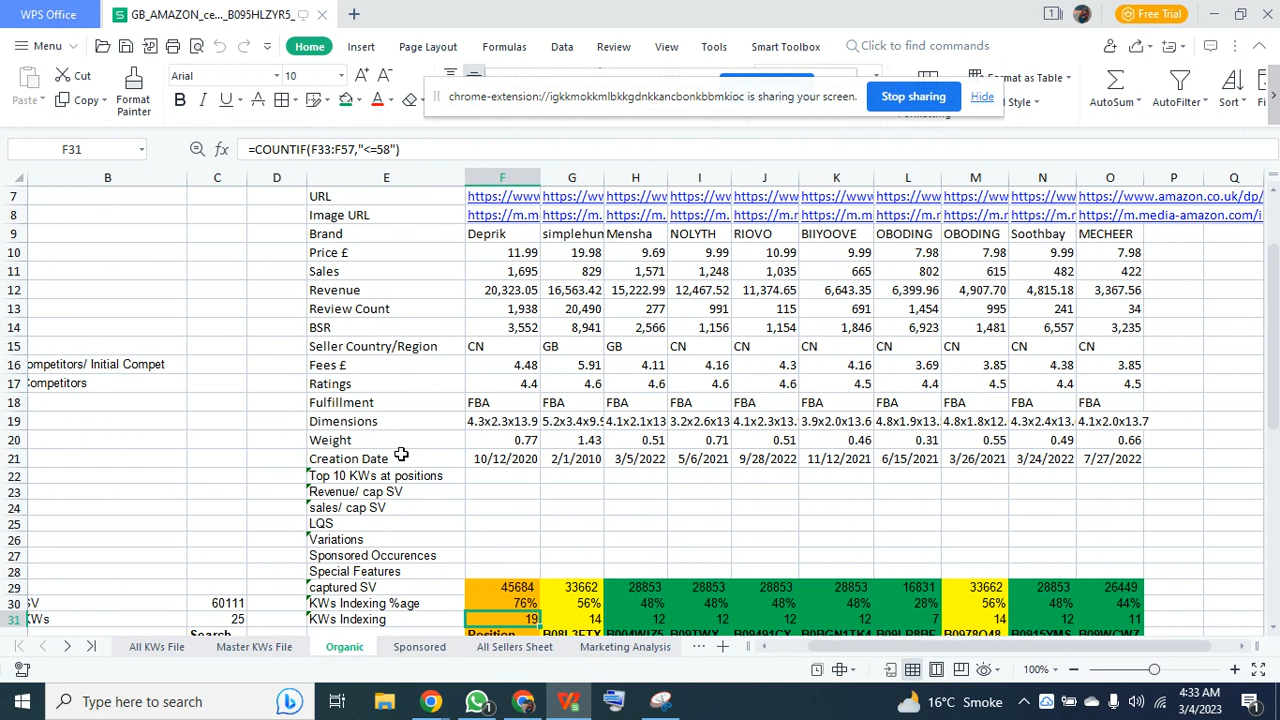 WPS Office GB_AMAZON_ce..._B095HLZYR5_ Free Trial
Menu Home Insert Page Layout Formulas Data Review View Tools Smart Toolbox Click to find commands
Cut Arial 10
Paste Copy Format Painter chrome-extension://igkkmokkmlbkkgdnkkancbonkbbmkioc is sharing your screen. Stop sharing Hide Format as Table Style AutoSum AutoFilter Sort
F31 =COUNTIF(F33:F57,"<=58")
B C D E F G H I J K L M N O P Q
7 URL https://www https://ww https://ww https://ww https://ww https://ww https://ww https://ww https://ww https://www.amazon.co.uk/dp/
8 Image URL https://m.m https://m. https://m. https://m.r https://m. https://m.m https://m.r https://m. https://m. https://m.media-amazon.com/i
9 Brand Deprik simplehun Mensha NOLYTH RIOVO BIIYOOVE OBODING OBODING Soothbay MECHEER
10 Price £ 11.99 19.98 9.69 9.99 10.99 9.99 7.98 7.98 9.99 7.98
11 Sales 1,695 829 1,571 1,248 1,035 665 802 615 482 422
12 Revenue 20,323.05 16,563.42 15,222.99 12,467.52 11,374.65 6,643.35 6,399.96 4,907.70 4,815.18 3,367.56
13 Review Count 1,938 20,490 277 991 115 691 1,454 995 241 34
14 BSR 3,552 8,941 2,566 1,156 1,154 1,846 6,923 1,481 6,557 3,235
15 Seller Country/Region CN GB GB CN CN CN CN CN CN CN
16 ompetitors/ Initial Compet Fees £ 4.48 5.91 4.11 4.16 4.3 4.16 3.69 3.85 4.38 3.85
17 Competitors Ratings 4.4 4.6 4.6 4.6 4.6 4.5 4.4 4.5 4.4 4.5
18 Fulfillment FBA FBA FBA FBA FBA FBA FBA FBA FBA FBA
19 Dimensions 4.3x2.3x13.9 5.2x3.4x9.9 4.1x2.1x13 3.2x2.6x13 4.1x2.3x13. 3.9x2.0x13.6 4.8x1.9x13. 4.8x1.8x12. 4.3x2.4x13. 4.1x2.0x13.7
20 Weight 0.77 1.43 0.51 0.71 0.51 0.46 0.31 0.55 0.49 0.66
21 Creation Date 10/12/2020 2/1/2010 3/5/2022 5/6/2021 9/28/2022 11/12/2021 6/15/2021 3/26/2021 3/24/2022 7/27/2022
22 Top 10 KWs at positions
23 Revenue/ cap SV
24 sales/ cap SV
25 LQS
26 Variations
27 Sponsored Occurences
28 Special Features
29 captured SV 45684 33662 28853 28853 28853 28853 16831 33662 28853 26449
30 SV 60111 KWs Indexing %age 76% 56% 48% 48% 48% 48% 28% 56% 48% 44%
31 KWs 25 KWs Indexing 19 14 12 12 12 12 7 14 12 11
Search Position
All KWs File Master KWs File Organic Sponsored All Sellers Sheet Marketing Analysis ...
100%
Type here to search 16°C Smoke 4:33 AM
3/4/2023